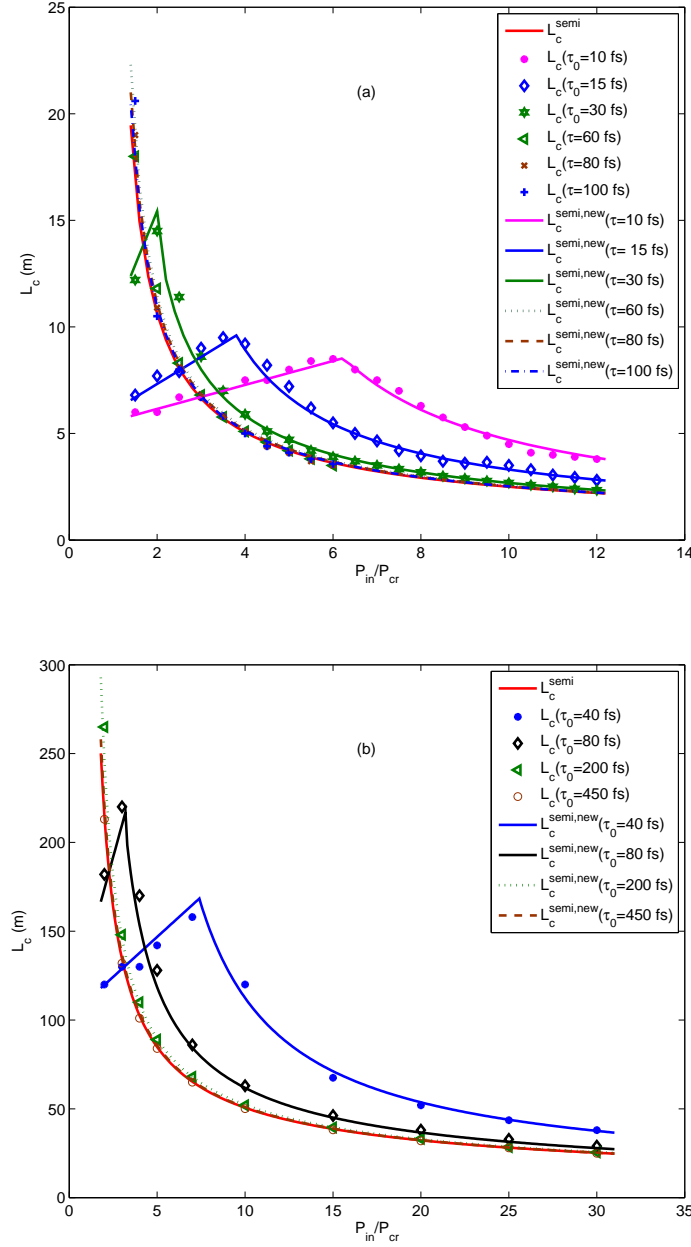 25
20
15
10
5
0
L_c (m)
(a)
L_c^semi
L_c(τ_0=10 fs)
L_c(τ_0=15 fs)
L_c(τ_0=30 fs)
L_c(τ=60 fs)
L_c(τ=80 fs)
L_c(τ=100 fs)
L_c^semi,new(τ=10 fs)
L_c^semi,new(τ= 15 fs)
L_c^semi,new(τ=30 fs)
L_c^semi,new(τ=60 fs)
L_c^semi,new(τ=80 fs)
L_c^semi,new(τ=100 fs)
0 2 4 6 8 10 12 14
P_in/P_cr
300
250
200
150
100
50
0
L_c (m)
(b)
L_c^semi
L_c(τ_0=40 fs)
L_c(τ_0=80 fs)
L_c(τ_0=200 fs)
L_c(τ_0=450 fs)
L_c^semi,new(τ_0=40 fs)
L_c^semi,new(τ_0=80 fs)
L_c^semi,new(τ_0=200 fs)
L_c^semi,new(τ_0=450 fs)
0 5 10 15 20 25 30 35
P_in/P_cr